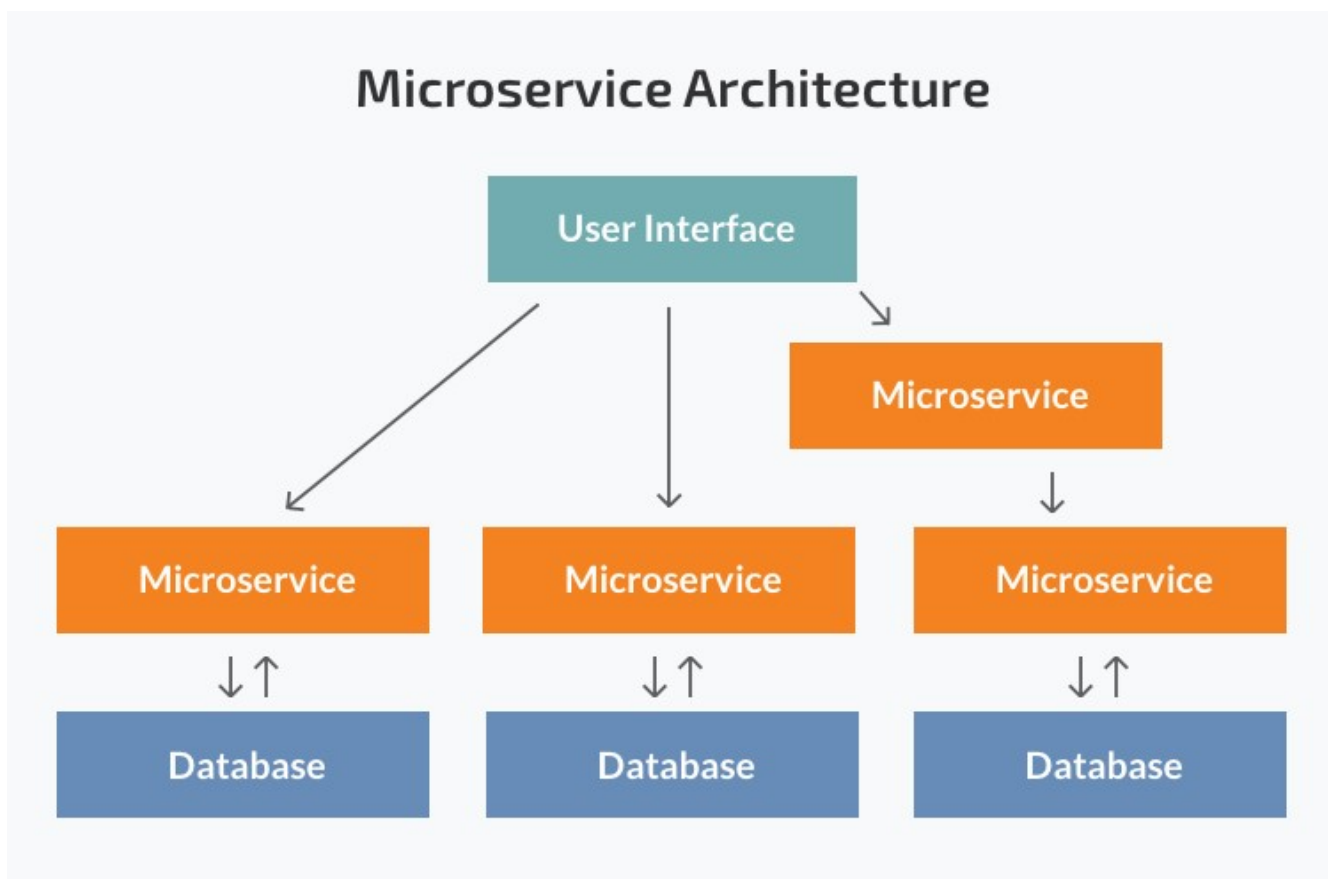 Microservice Architecture
User Interface
Microservice
Microservice
Microservice
Microservice
Database
Database
Database